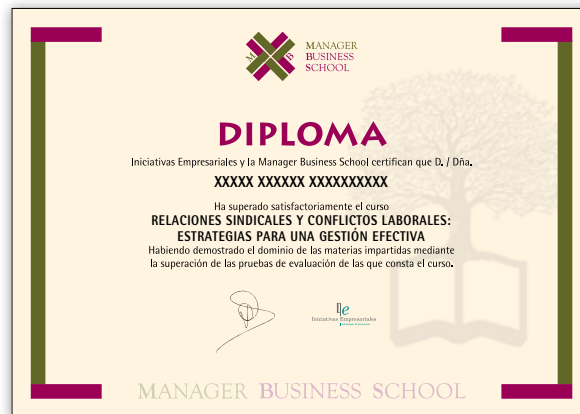 M B
MANAGER
BUSINESS
SCHOOL
DIPLOMA
Iniciativas Empresariales y la Manager Business School certifican que D. / Dña.
XXXXX XXXXXX XXXXXXXXXX
Ha superado satisfactoriamente el curso
RELACIONES SINDICALES Y CONFLICTOS LABORALES:
ESTRATEGIAS PARA UNA GESTIÓN EFECTIVA
Habiendo demostrado el dominio de las materias impartidas mediante
la superación de las pruebas de evaluación de las que consta el curso.
Ie
Iniciativas Empresariales
MANAGER BUSINESS SCHOOL